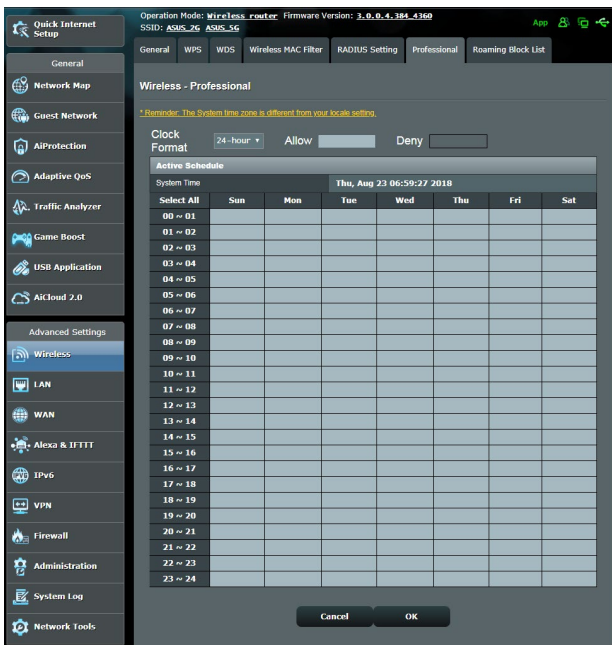 Quick Internet
Setup
General
Network Map
Guest Network
AiProtection
Adaptive QoS
Traffic Analyzer
Game Boost
USB Application
AiCloud 2.0
Advanced Settings
Wireless
LAN
WAN
Alexa & IFTTT
IPv6
VPN
Firewall
Administration
System Log
Network Tools
Operation Mode: Wireless router Firmware Version: 3.0.0.4.384_4360
SSID: ASUS_2G ASUS_5G
App
General WPS WDS Wireless MAC Filter RADIUS Setting Professional Roaming Block List
Wireless - Professional
* Reminder: The System time zone is different from your locale setting.
Clock
Format
24-hour Allow Deny
Active Schedule
System Time Thu, Aug 23 06:59:27 2018
Select All Sun Mon Tue Wed Thu Fri Sat
00 ~ 01
01 ~ 02
02 ~ 03
03 ~ 04
04 ~ 05
05 ~ 06
06 ~ 07
07 ~ 08
08 ~ 09
09 ~ 10
10 ~ 11
11 ~ 12
12 ~ 13
13 ~ 14
14 ~ 15
15 ~ 16
16 ~ 17
17 ~ 18
18 ~ 19
19 ~ 20
20 ~ 21
21 ~ 22
22 ~ 23
23 ~ 24
Cancel OK